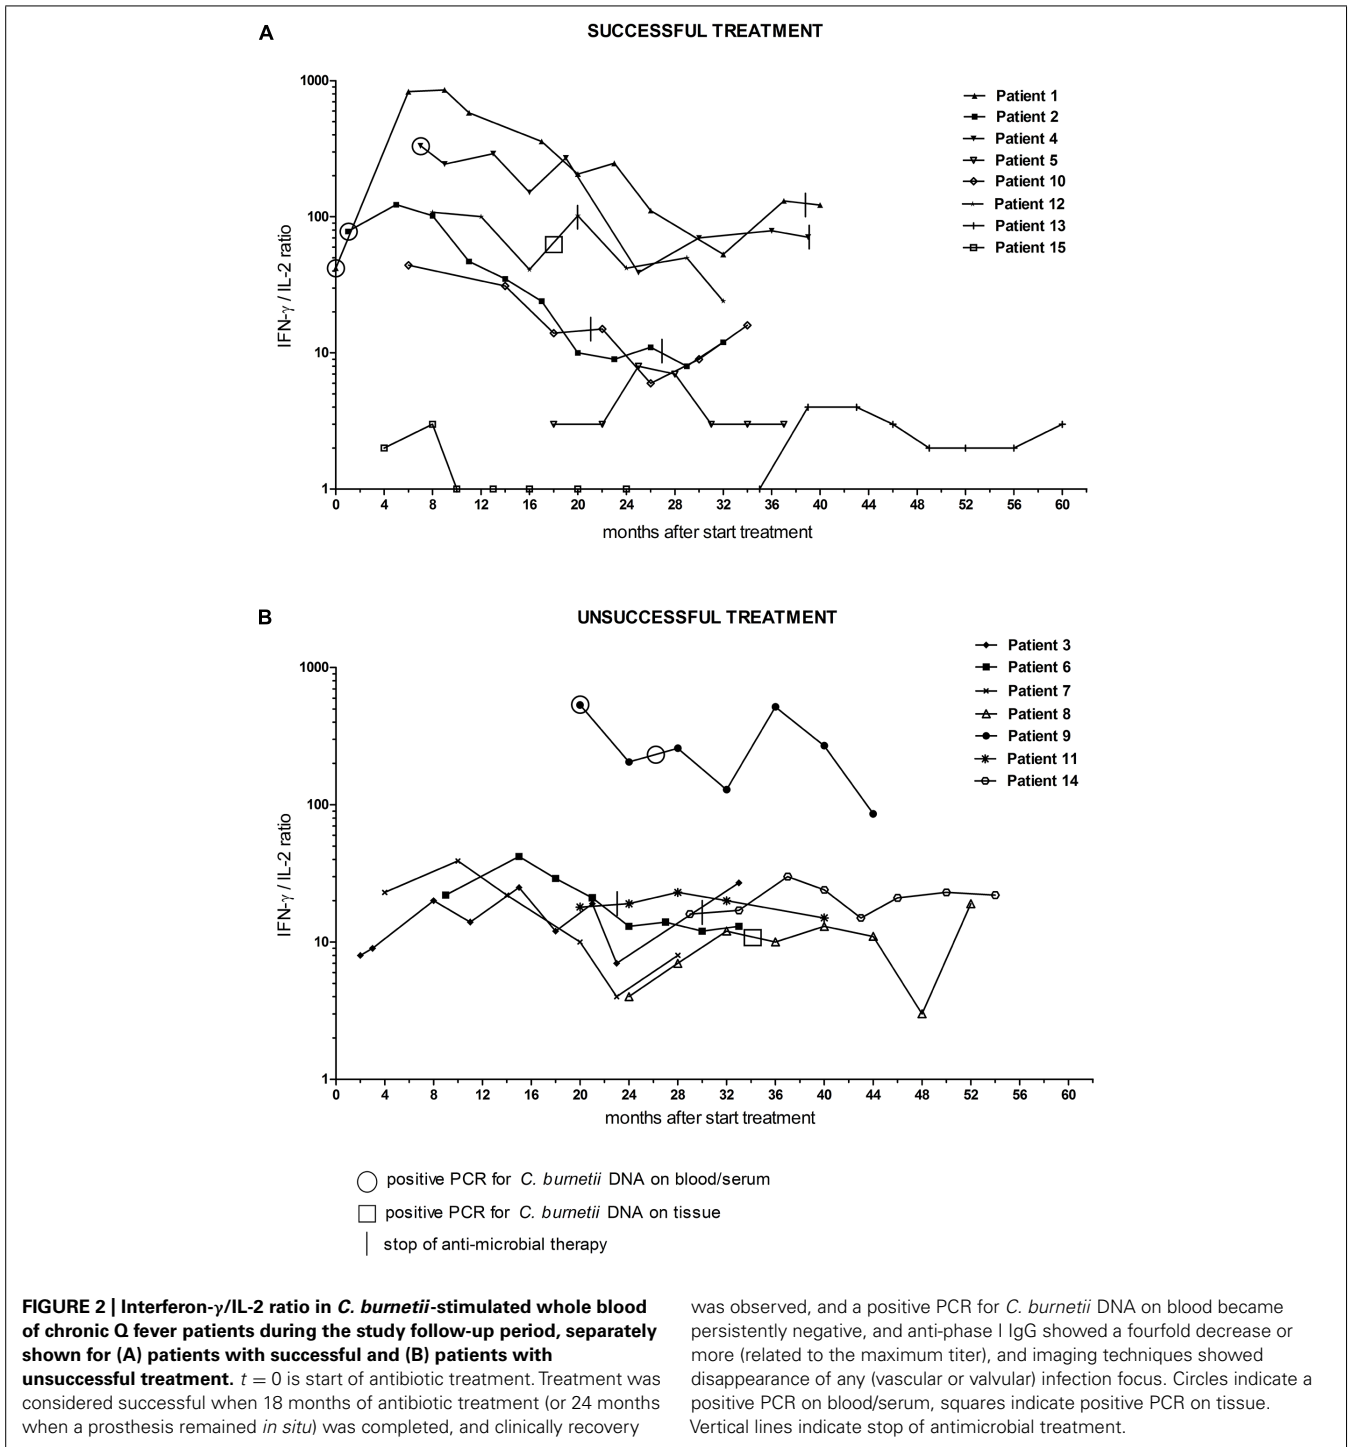 A
SUCCESSFUL TREATMENT
1000
100
10
1
IFN-γ / IL-2 ratio
0 4 8 12 16 20 24 28 32 36 40 44 48 52 56 60
months after start treatment
Patient 1
Patient 2
Patient 4
Patient 5
Patient 10
Patient 12
Patient 13
Patient 15
B
UNSUCCESSFUL TREATMENT
1000
100
10
1
IFN-γ / IL-2 ratio
0 4 8 12 16 20 24 28 32 36 40 44 48 52 56 60
months after start treatment
Patient 3
Patient 6
Patient 7
Patient 8
Patient 9
Patient 11
Patient 14
positive PCR for C. burnetii DNA on blood/serum
positive PCR for C. burnetii DNA on tissue
stop of anti-microbial therapy
FIGURE 2 | Interferon-γ/IL-2 ratio in C. burnetii-stimulated whole blood
of chronic Q fever patients during the study follow-up period, separately
shown for (A) patients with successful and (B) patients with
unsuccessful treatment. t = 0 is start of antibiotic treatment. Treatment was
considered successful when 18 months of antibiotic treatment (or 24 months
when a prosthesis remained in situ) was completed, and clinically recovery
was observed, and a positive PCR for C. burnetii DNA on blood became
persistently negative, and anti-phase I IgG showed a fourfold decrease or
more (related to the maximum titer), and imaging techniques showed
disappearance of any (vascular or valvular) infection focus. Circles indicate a
positive PCR on blood/serum, squares indicate positive PCR on tissue.
Vertical lines indicate stop of antimicrobial treatment.